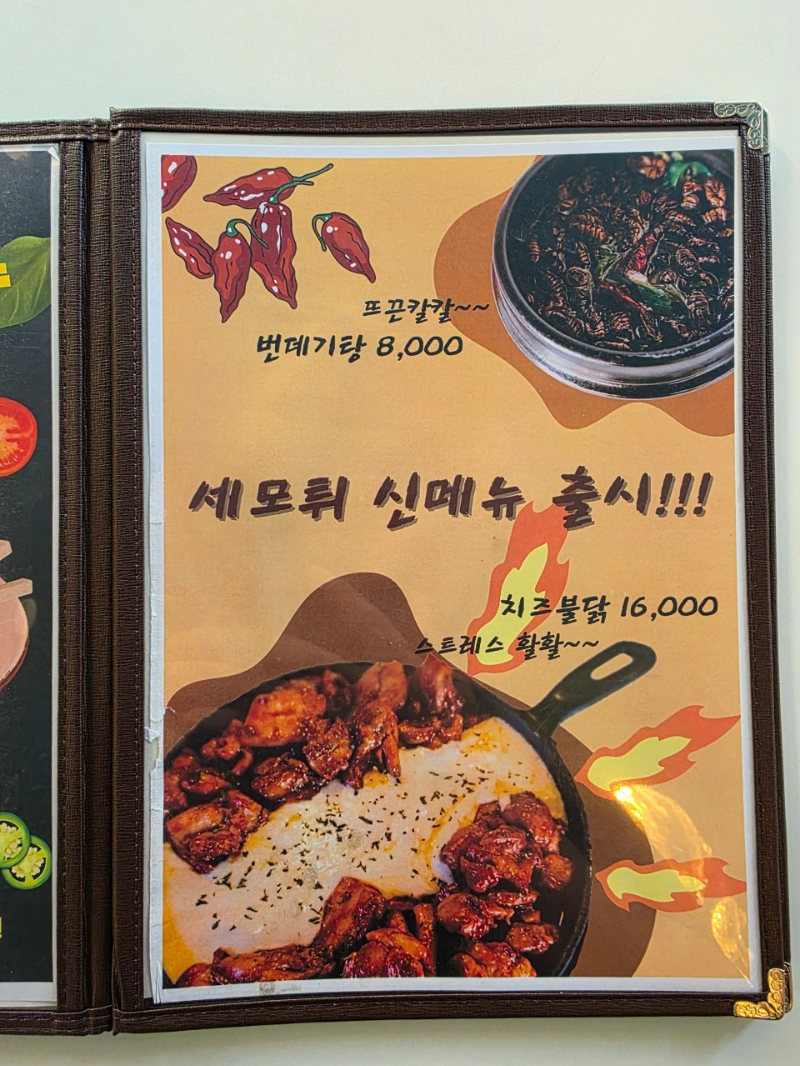 뜨끈칼칼~~
번데기탕 8,000
세모튀 신메뉴 출시!!!
치즈불닭 16,000
스트레스 활활~~